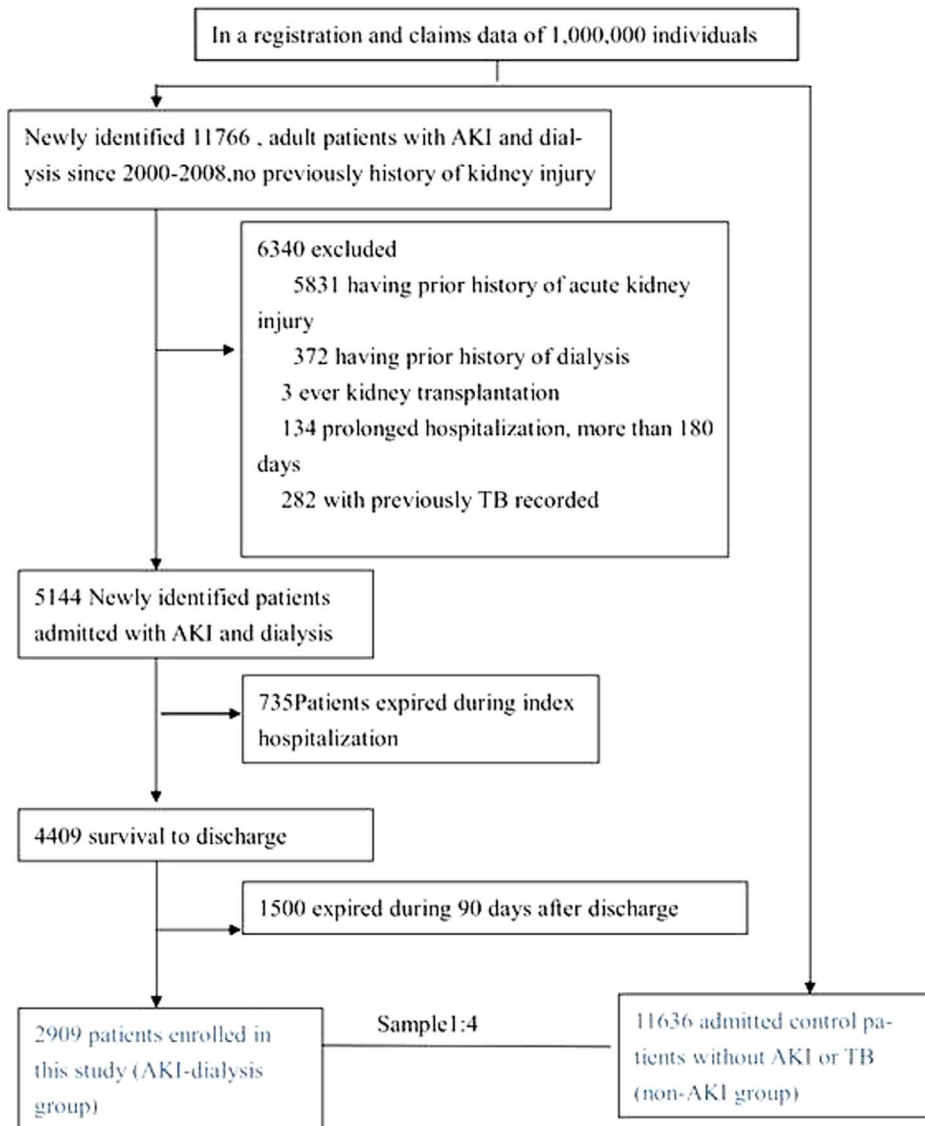 In a registration and claims data of 1,000,000 individuals
Newly identified 11766 , adult patients with AKI and dial-
ysis since 2000-2008,no previously history of kidney injury
6340 excluded
5831 having prior history of acute kidney
injury
372 having prior history of dialysis
3 ever kidney transplantation
134 prolonged hospitalization, more than 180
days
282 with previously TB recorded
5144 Newly identified patients
admitted with AKI and dialysis
735Patients expired during index
hospitalization
4409 survival to discharge
1500 expired during 90 days after discharge
2909 patients enrolled in
this study (AKI-dialysis
group)
Sample1:4
11636 admitted control pa-
tients without AKI or TB
(non-AKI group)